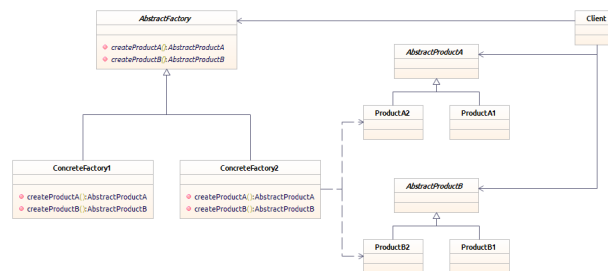 AbstractFactory
createProductA():AbstractProductA
createProductB():AbstractProductB
Client
AbstractProductA
ProductA2
ProductA1
ConcreteFactory1
createProductA():AbstractProductA
createProductB():AbstractProductB
ConcreteFactory2
createProductA():AbstractProductA
createProductB():AbstractProductB
AbstractProductB
ProductB2
ProductB1